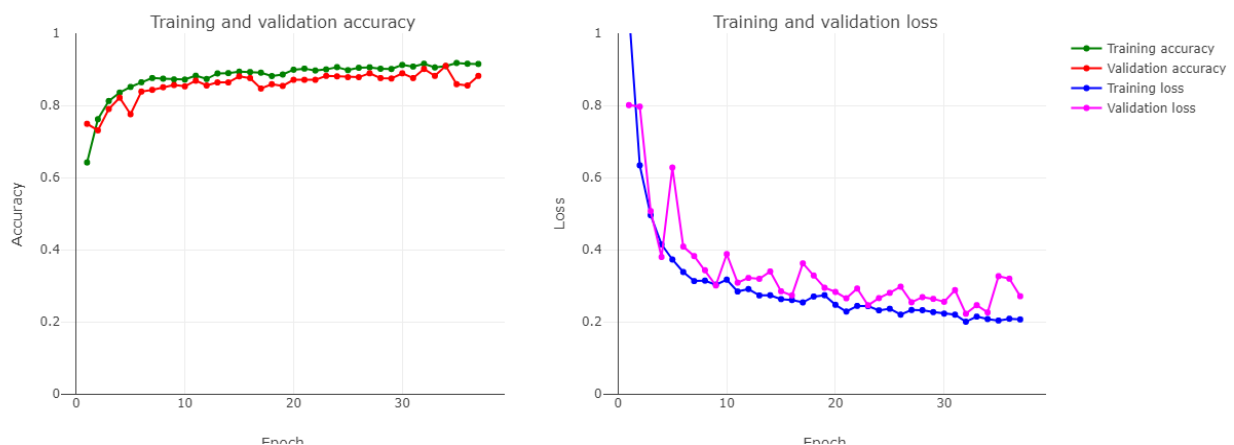 Training and validation accuracy
1
0.8
0.6
0.4
0.2
0
0
10
20
30
Accuracy
Epoch
Training and validation loss
1
0.8
0.6
0.4
0.2
0
0
10
20
30
Loss
Epoch
Training accuracy
Validation accuracy
Training loss
Validation loss